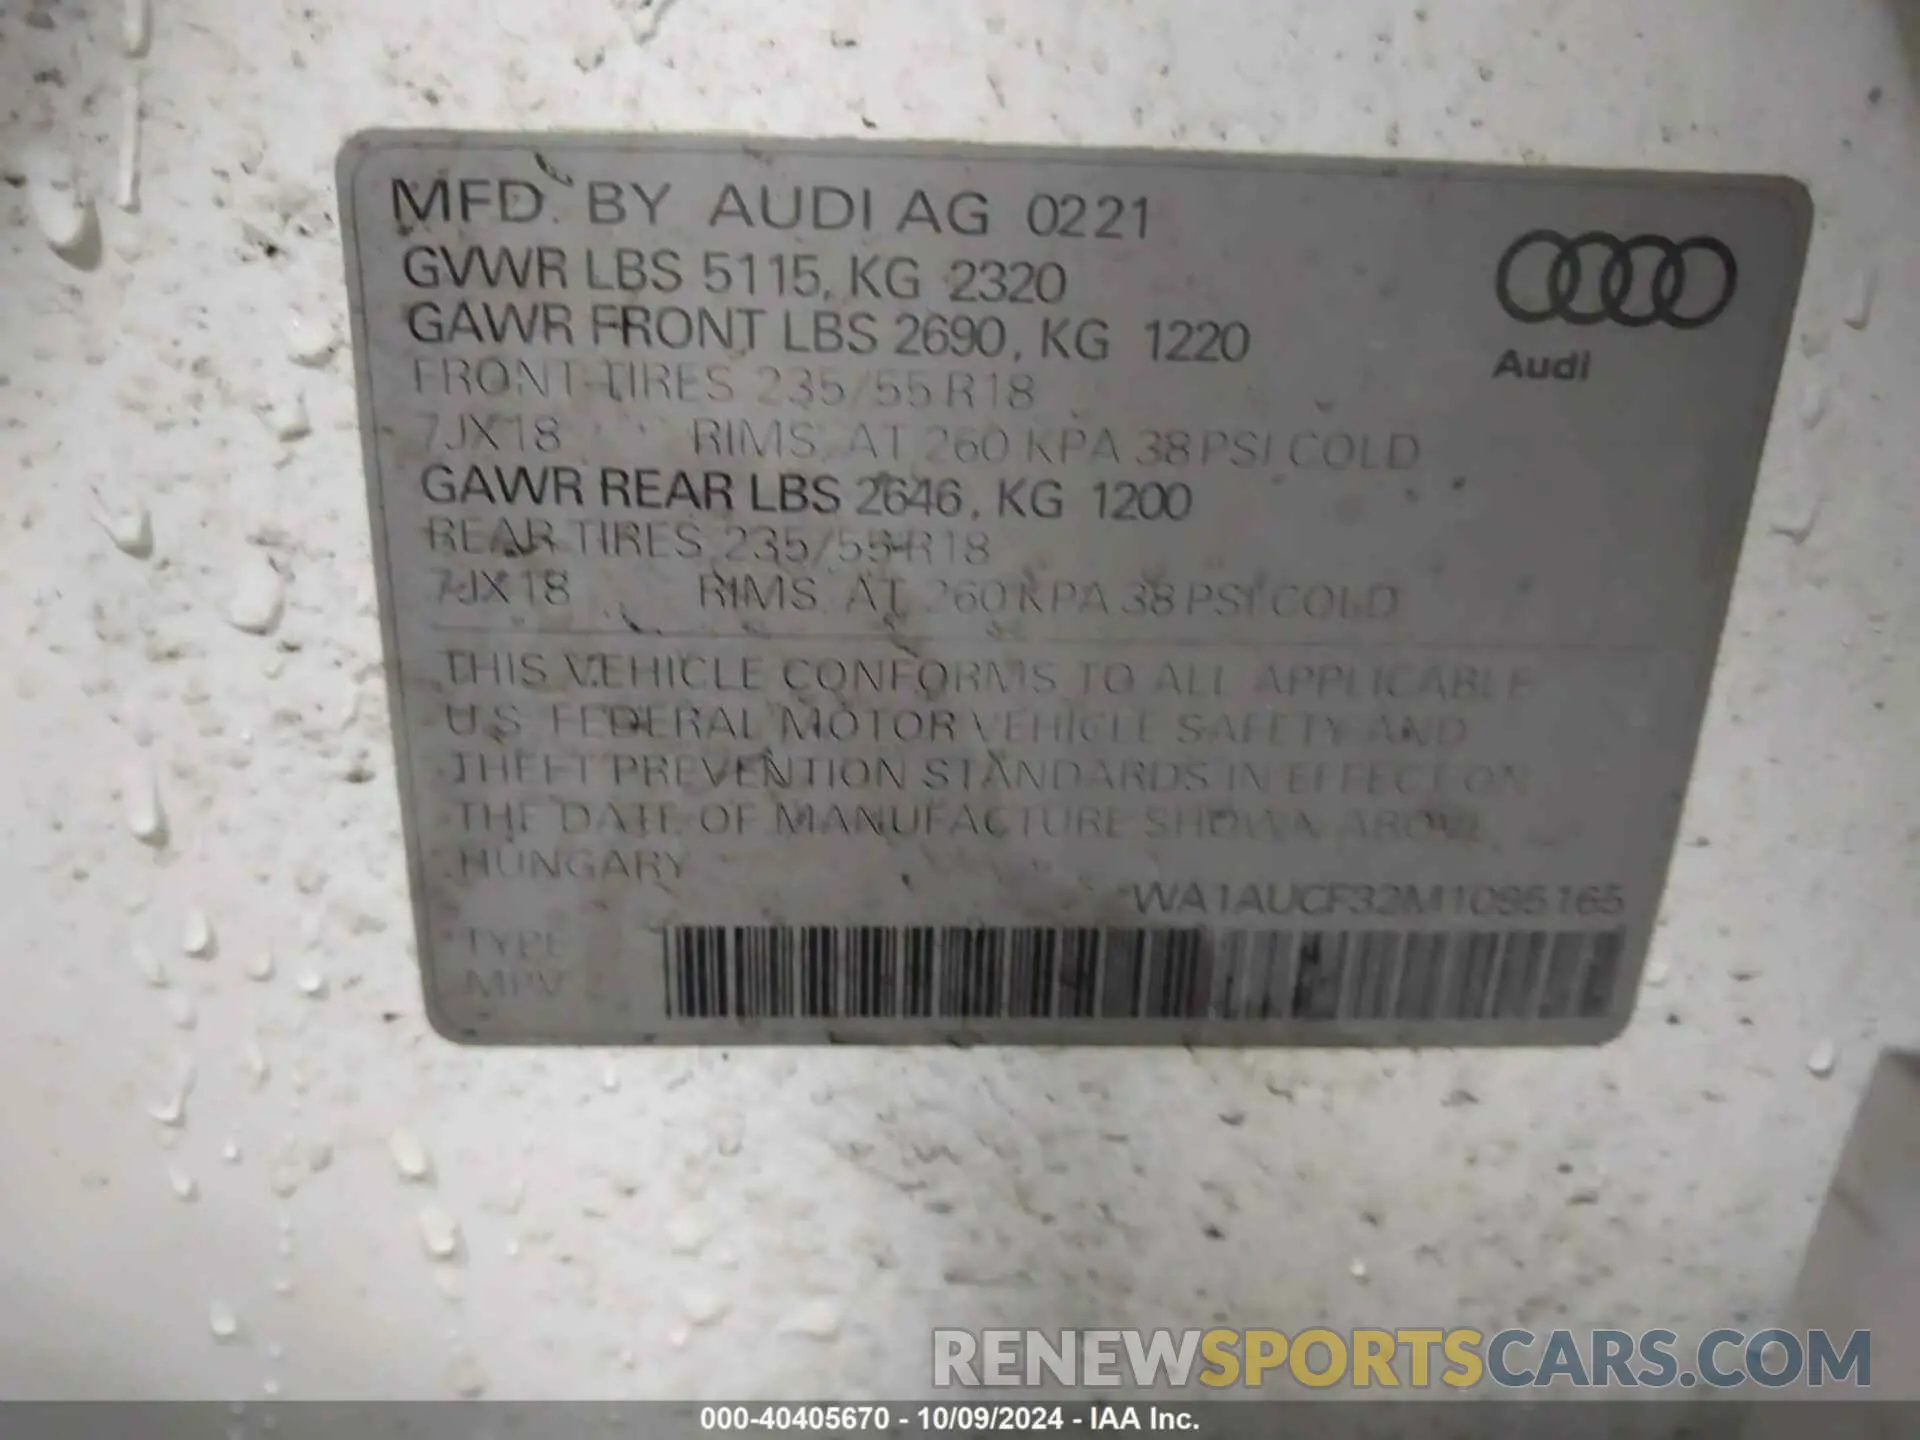 MFD. BY AUDI AG 0221
GVWR LBS 5115, KG 2320
GAWR FRONT LBS 2690, KG 1220
FRONT TIRES 235/55 R18
7JX18 RIMS. AT 260 KPA 38 PSI COLD
GAWR REAR LBS 2646, KG 1200
REAR TIRES 235/55 R18
7JX18 RIMS. AT 260 KPA 38 PSI COLD
Audi
THIS VEHICLE CONFORMS TO ALL APPLICABLE
U.S. FEDERAL MOTOR VEHICLE SAFETY AND
THEFT PREVENTION STANDARDS IN EFFECT ON
THE DATE OF MANUFACTURE SHOWN ABOVE
HUNGARY
*WA1AUCF32M1095165
TYPE
MPV
RENEWSPORTSCARS.COM
000-40405670 - 10/09/2024 - IAA Inc.